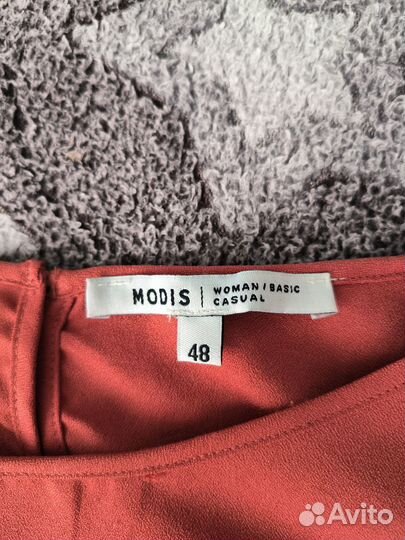 MODIS | WOMAN / BASIC
CASUAL
48
Avito